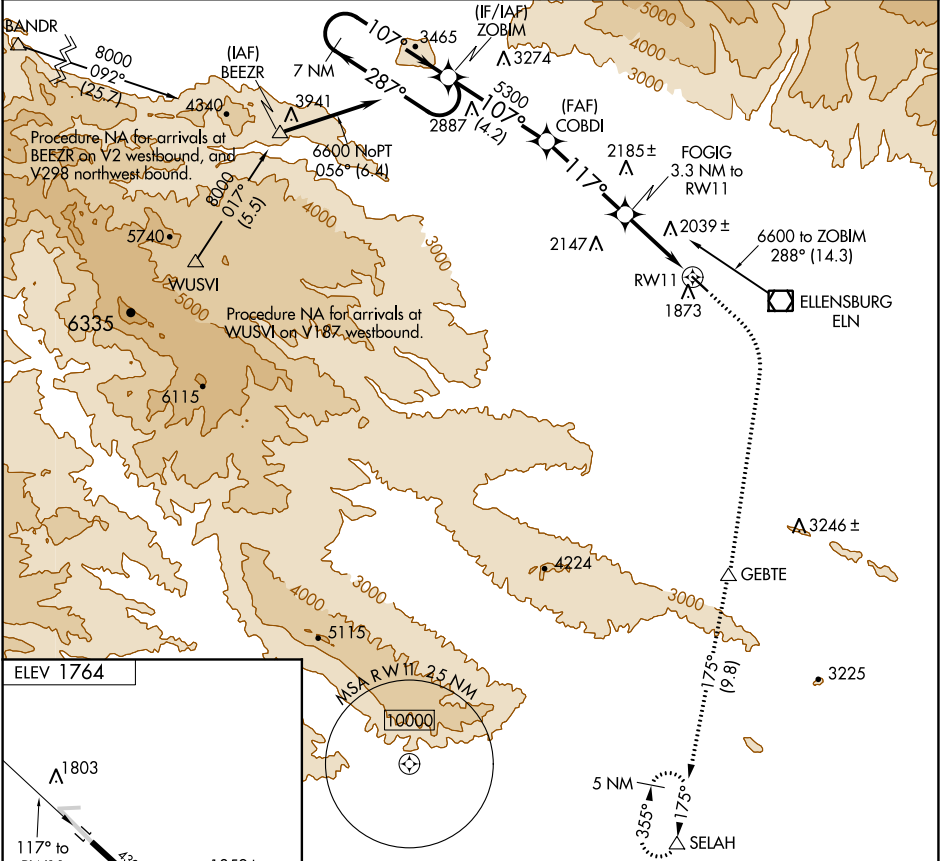 BANDR
8000
092°
(25.7)
(IAF)
BEEZR
(IF/IAF)
ZOBIM
107°
3465
7 NM
287°
3274
5300
107°
(4.2)
2887
(FAF)
COBDI
5000
4000
3000
4340
3941
6600 NoPT
056° (6.4)
Procedure NA for arrivals at
BEEZR on V2 westbound, and
V298 northwest bound.
8000
017°
(5.5)
2185 ±
FOGIG
3.3 NM to
RW11
117°
2147
2039 ±
6600 to ZOBIM
288° (14.3)
RW11
1873
ELLENSBURG
ELN
4000
3000
5740
WUSVI
5000
6335
Procedure NA for arrivals at
WUSVI on V187 westbound.
6115
3246 ±
4224
GEBTE
3000
3000
4000
5115
175°
(9.8)
3225
MSA RW11 25 NM
10000
5 NM
355°
175°
SELAH
ELEV 1764
1803
117° to